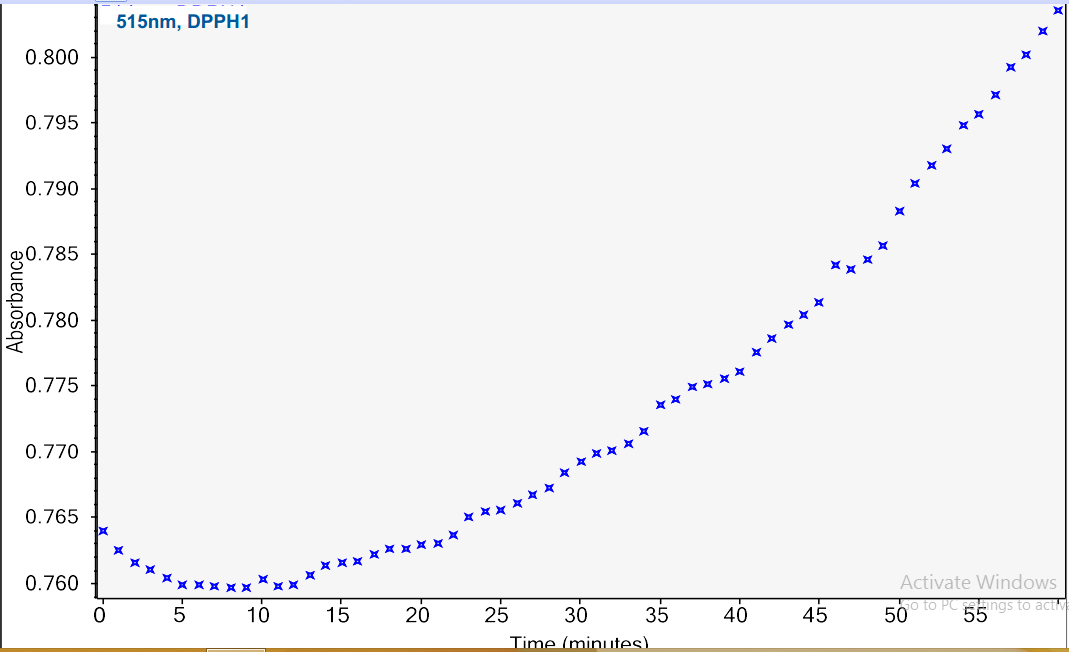 515nm, DPPH1
0.800
0.795
0.790
0.785
0.780
0.775
0.770
0.765
0.760
Absorbance
0 5 10 15 20 25 30 35 40 45 50 55
Time (minutes)
Activate Windows
Go to PC settings to activ